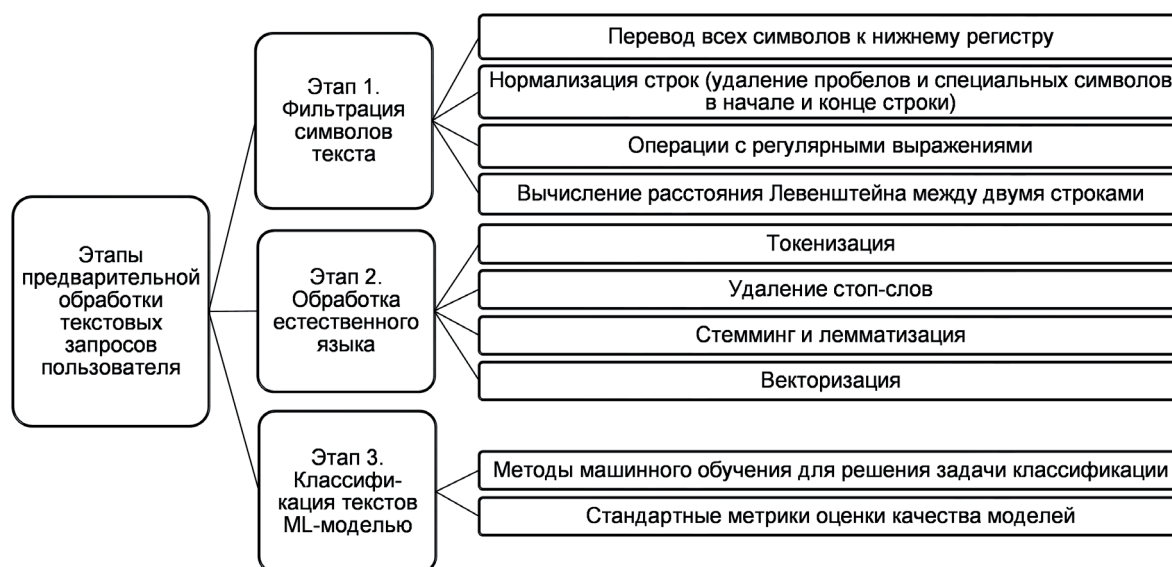 Этапы
предварительной
обработки
текстовых
запросов
пользователя
Этап 1.
Фильтрация
символов
текста
Перевод всех символов к нижнему регистру
Нормализация строк (удаление пробелов и специальных символов
в начале и конце строки)
Операции с регулярными выражениями
Вычисление расстояния Левенштейна между двумя строками
Этап 2.
Обработка
естественного
языка
Токенизация
Удаление стоп-слов
Стемминг и лемматизация
Векторизация
Этап 3.
Классифи-
кация текстов
ML-моделью
Методы машинного обучения для решения задачи классификации
Стандартные метрики оценки качества моделей